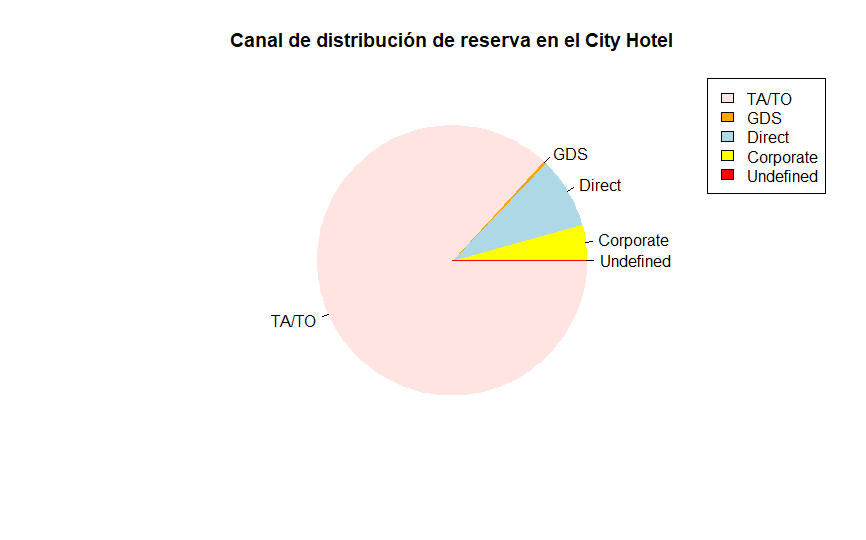 Canal de distribución de reserva en el City Hotel
TA/TO
GDS
Direct
Corporate
Undefined
GDS
Direct
Corporate
Undefined
TA/TO